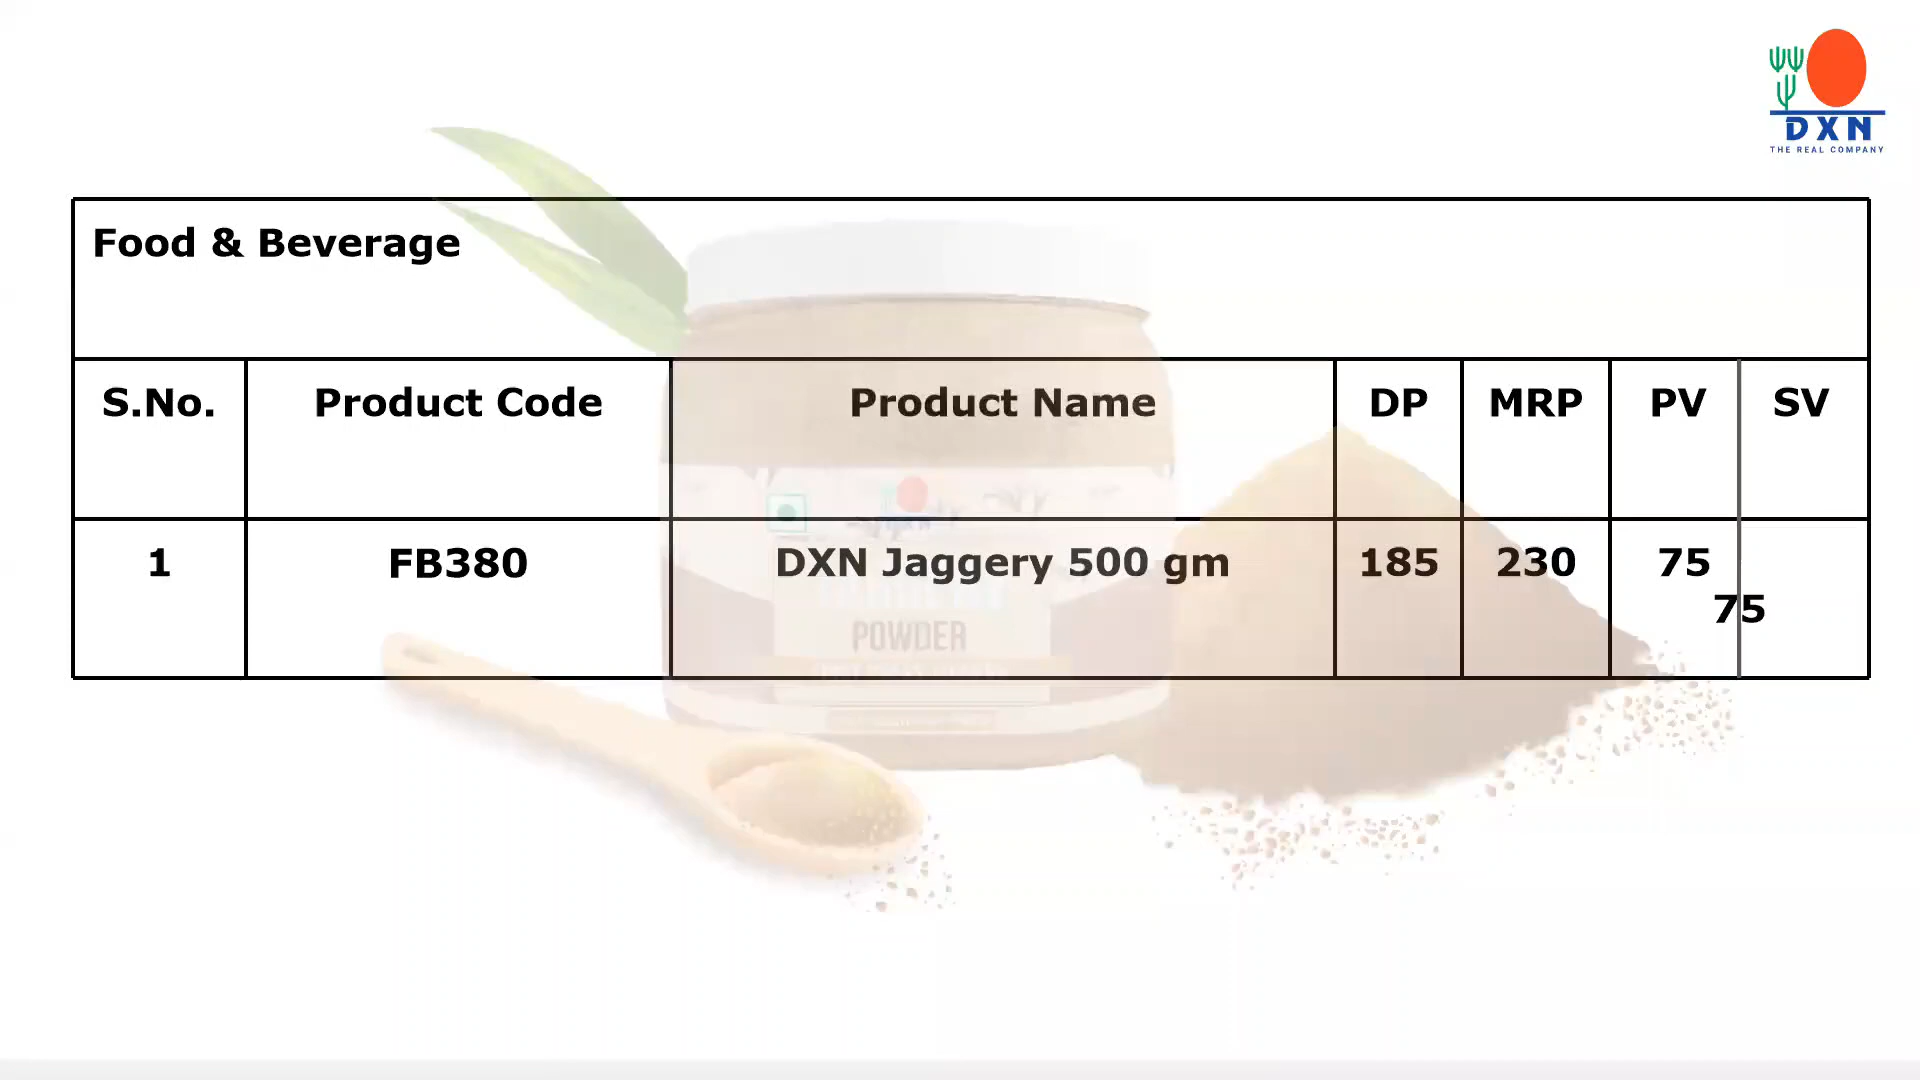 DXN
THE REAL COMPANY
Food & Beverage
S.No. Product Code Product Name DP MRP PV SV
1 FB380 DXN Jaggery 500 gm 185 230 75
75
POWDER